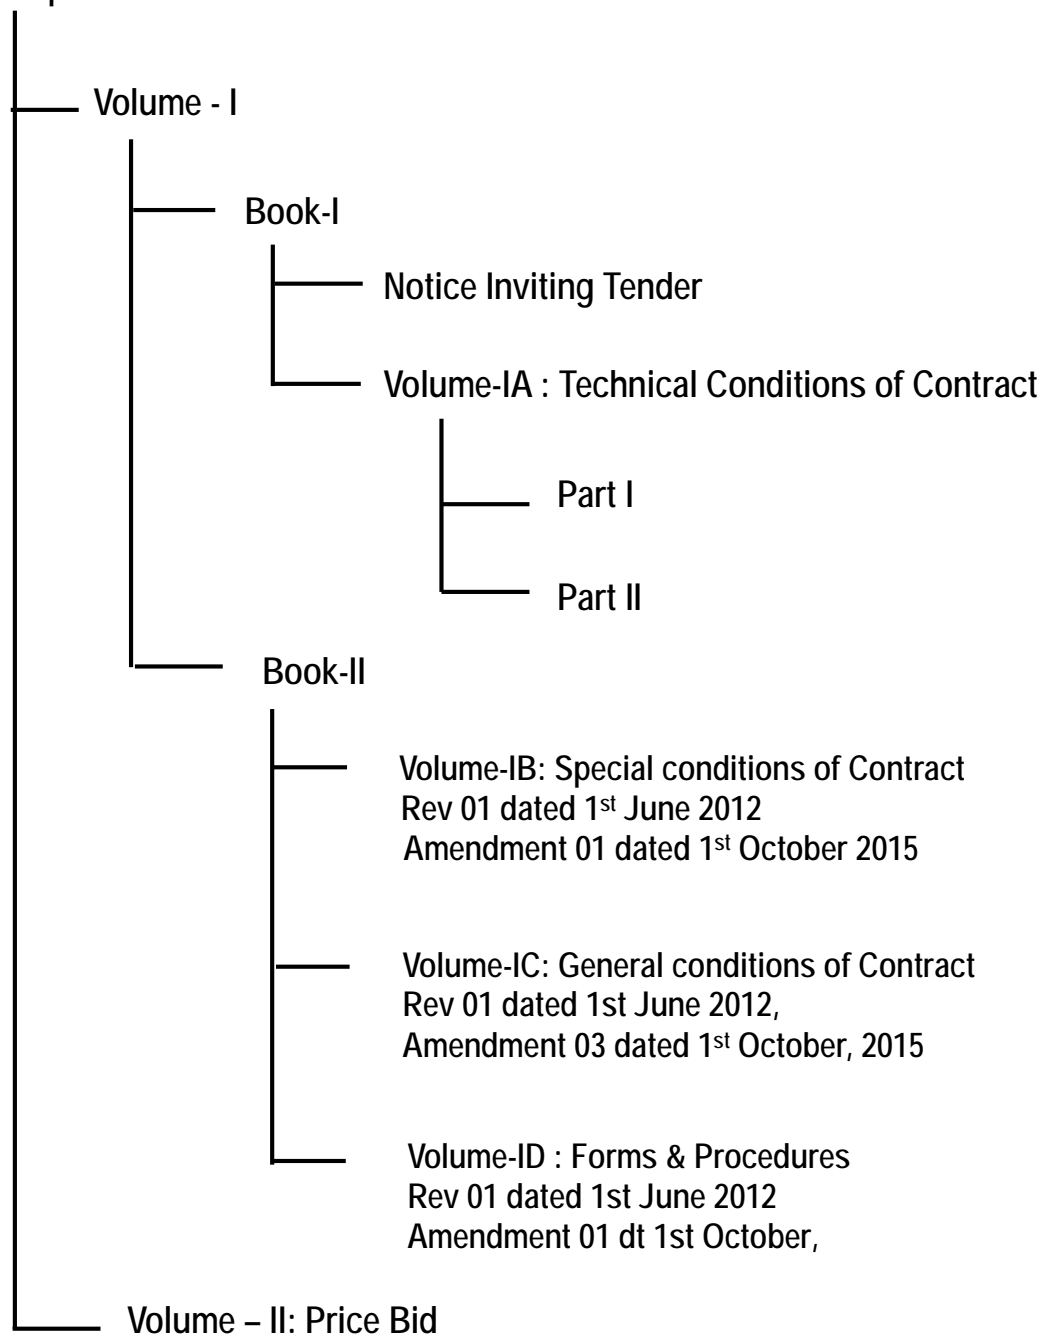 Volume - I
Book-I
Notice Inviting Tender
Volume-IA : Technical Conditions of Contract
Part I
Part II
Book-II
Volume-IB: Special conditions of Contract
Rev 01 dated 1st June 2012
Amendment 01 dated 1st October 2015
Volume-IC: General conditions of Contract
Rev 01 dated 1st June 2012,
Amendment 03 dated 1st October, 2015
Volume-ID : Forms & Procedures
Rev 01 dated 1st June 2012
Amendment 01 dt 1st October,
Volume – II: Price Bid